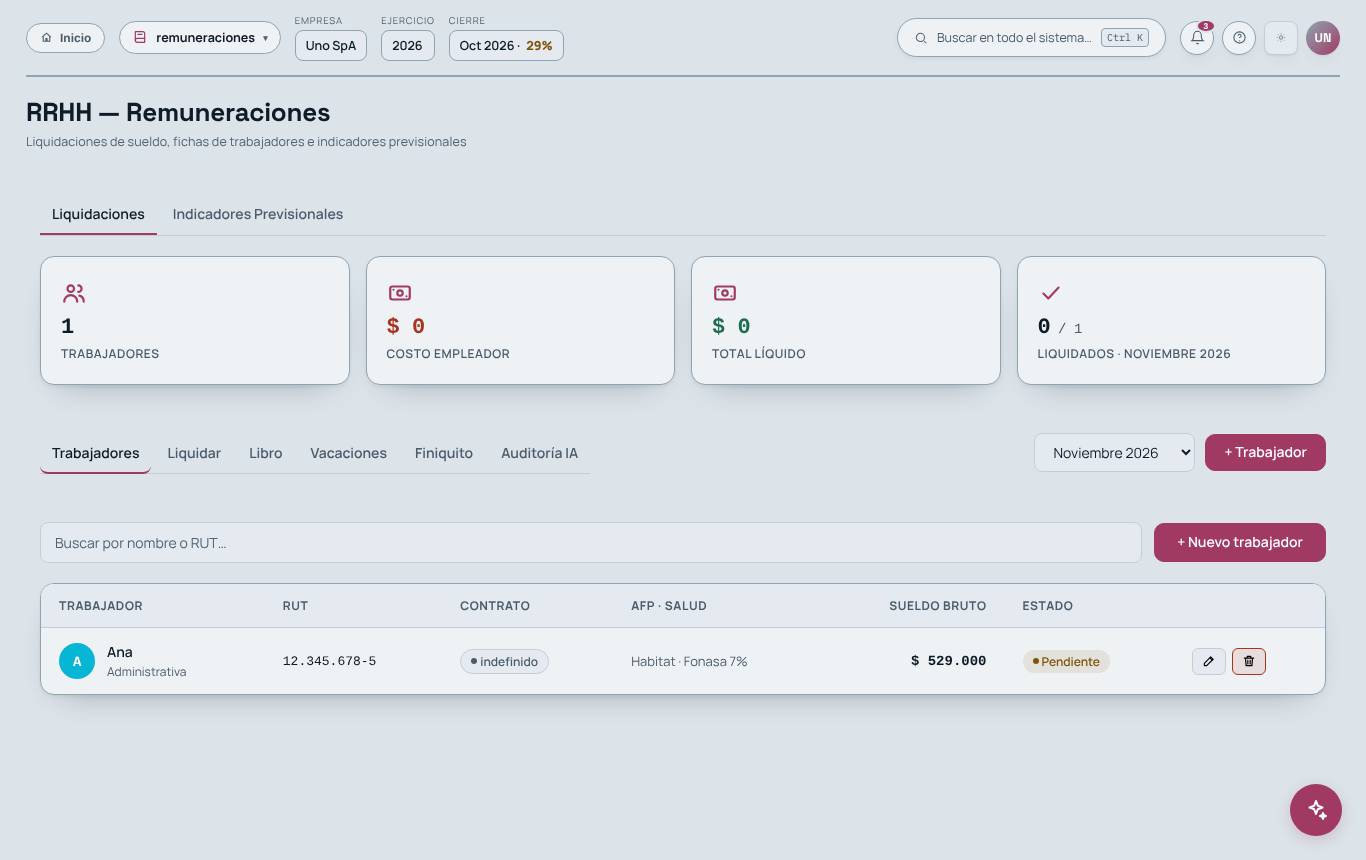 Inicio
remuneraciones ▾
EMPRESA
Uno SpA
EJERCICIO
2026
CIERRE
Oct 2026 · 29%
Buscar en todo el sistema... Ctrl K
3
UN
RRHH — Remuneraciones
Liquidaciones de sueldo, fichas de trabajadores e indicadores previsionales
Liquidaciones Indicadores Previsionales
1
TRABAJADORES
$ 0
COSTO EMPLEADOR
$ 0
TOTAL LÍQUIDO
0 / 1
LIQUIDADOS · NOVIEMBRE 2026
Trabajadores Liquidar Libro Vacaciones Finiquito Auditoría IA
Noviembre 2026
+ Trabajador
Buscar por nombre o RUT...
+ Nuevo trabajador
TRABAJADOR RUT CONTRATO AFP · SALUD SUELDO BRUTO ESTADO
A
Ana
Administrativa
12.345.678-5
indefinido
Habitat · Fonasa 7%
$ 529.000
Pendiente